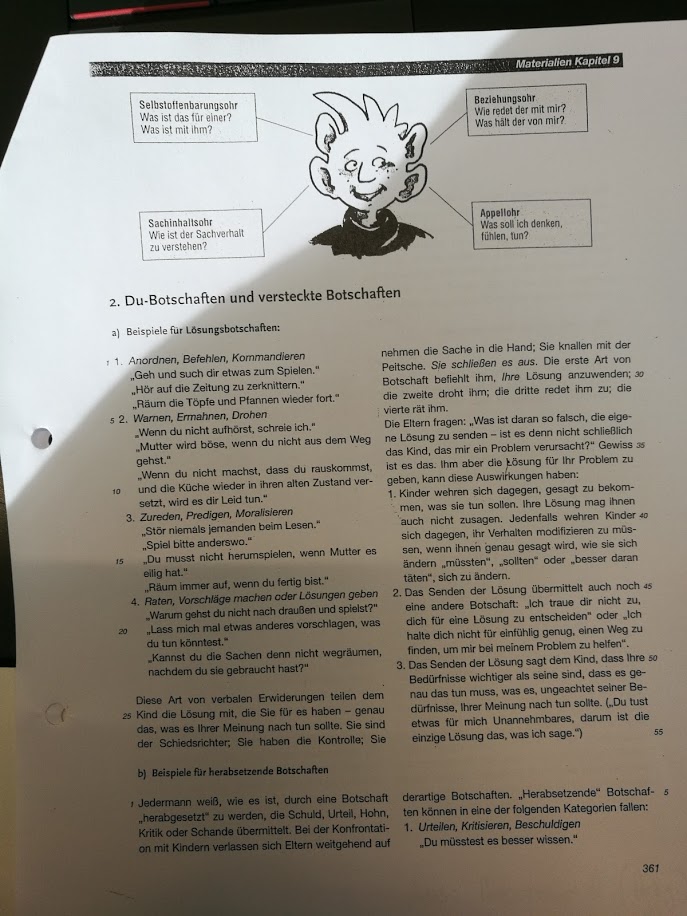 Materialien Kapitel 9
Selbstoffenbarungsohr
Was ist das für einer?
Was ist mit ihm?
Beziehungsohr
Wie redet der mit mir?
Was hält der von mir?
Sachinhaltsohr
Wie ist der Sachverhalt
zu verstehen?
Appellohr
Was soll ich denken,
fühlen, tun?
2. Du-Botschaften und versteckte Botschaften
a) Beispiele für Lösungsbotschaften:
1 1. Anordnen, Befehlen, Kommandieren
„Geh und such dir etwas zum Spielen.“
„Hör auf die Zeitung zu zerknittern.“
„Räum die Töpfe und Pfannen wieder fort.“
5 2. Warnen, Ermahnen, Drohen
„Wenn du nicht aufhörst, schreie ich.“
„Mutter wird böse, wenn du nicht aus dem Weg
gehst.“
„Wenn du nicht machst, dass du rauskommst,
10 und die Küche wieder in ihren alten Zustand ver-
setzt, wird es dir Leid tun.“
3. Zureden, Predigen, Moralisieren
„Stör niemals jemanden beim Lesen.“
„Spiel bitte anderswo.“
15 „Du musst nicht herumspielen, wenn Mutter es
eilig hat.“
„Räum immer auf, wenn du fertig bist.“
4. Raten, Vorschläge machen oder Lösungen geben
„Warum gehst du nicht nach draußen und spielst?“
20 „Lass mich mal etwas anderes vorschlagen, was
du tun könntest.“
„Kannst du die Sachen denn nicht wegräumen,
nachdem du sie gebraucht hast?“
Diese Art von verbalen Erwiderungen teilen dem
25 Kind die Lösung mit, die Sie für es haben – genau
das, was es Ihrer Meinung nach tun sollte. Sie sind
der Schiedsrichter; Sie haben die Kontrolle; Sie
nehmen die Sache in die Hand; Sie knallen mit der
Peitsche. Sie schließen es aus. Die erste Art von
Botschaft befiehlt ihm, Ihre Lösung anzuwenden; 30
die zweite droht ihm; die dritte redet ihm zu; die
vierte rät ihm.
Die Eltern fragen: „Was ist daran so falsch, die eige-
ne Lösung zu senden – ist es denn nicht schließlich
das Kind, das mir ein Problem verursacht?“ Gewiss 35
ist es das. Ihm aber die Lösung für Ihr Problem zu
geben, kann diese Auswirkungen haben:
1. Kinder wehren sich dagegen, gesagt zu bekom-
men, was sie tun sollen. Ihre Lösung mag ihnen
auch nicht zusagen. Jedenfalls wehren Kinder 40
sich dagegen, ihr Verhalten modifizieren zu müs-
sen, wenn ihnen genau gesagt wird, wie sie sich
ändern „müssten“, „sollten“ oder „besser daran
täten“, sich zu ändern.
2. Das Senden der Lösung übermittelt auch noch 45
eine andere Botschaft: „Ich traue dir nicht zu,
dich für eine Lösung zu entscheiden“ oder „Ich
halte dich nicht für einfühlig genug, einen Weg zu
finden, um mir bei meinem Problem zu helfen“.
3. Das Senden der Lösung sagt dem Kind, dass Ihre 50
Bedürfnisse wichtiger als seine sind, dass es ge-
nau das tun muss, was es, ungeachtet seiner Be-
dürfnisse, Ihrer Meinung nach tun sollte. („Du tust
etwas für mich Unannehmbares, darum ist die
einzige Lösung das, was ich sage.“) 55
b) Beispiele für herabsetzende Botschaften
1 Jedermann weiß, wie es ist, durch eine Botschaft
„herabgesetzt“ zu werden, die Schuld, Urteil, Hohn,
Kritik oder Schande übermittelt. Bei der Konfrontati-
on mit Kindern verlassen sich Eltern weitgehend auf
derartige Botschaften. „Herabsetzende“ Botschaf- 5
ten können in eine der folgenden Kategorien fallen:
1. Urteilen, Kritisieren, Beschuldigen
„Du müsstest es besser wissen.“
361